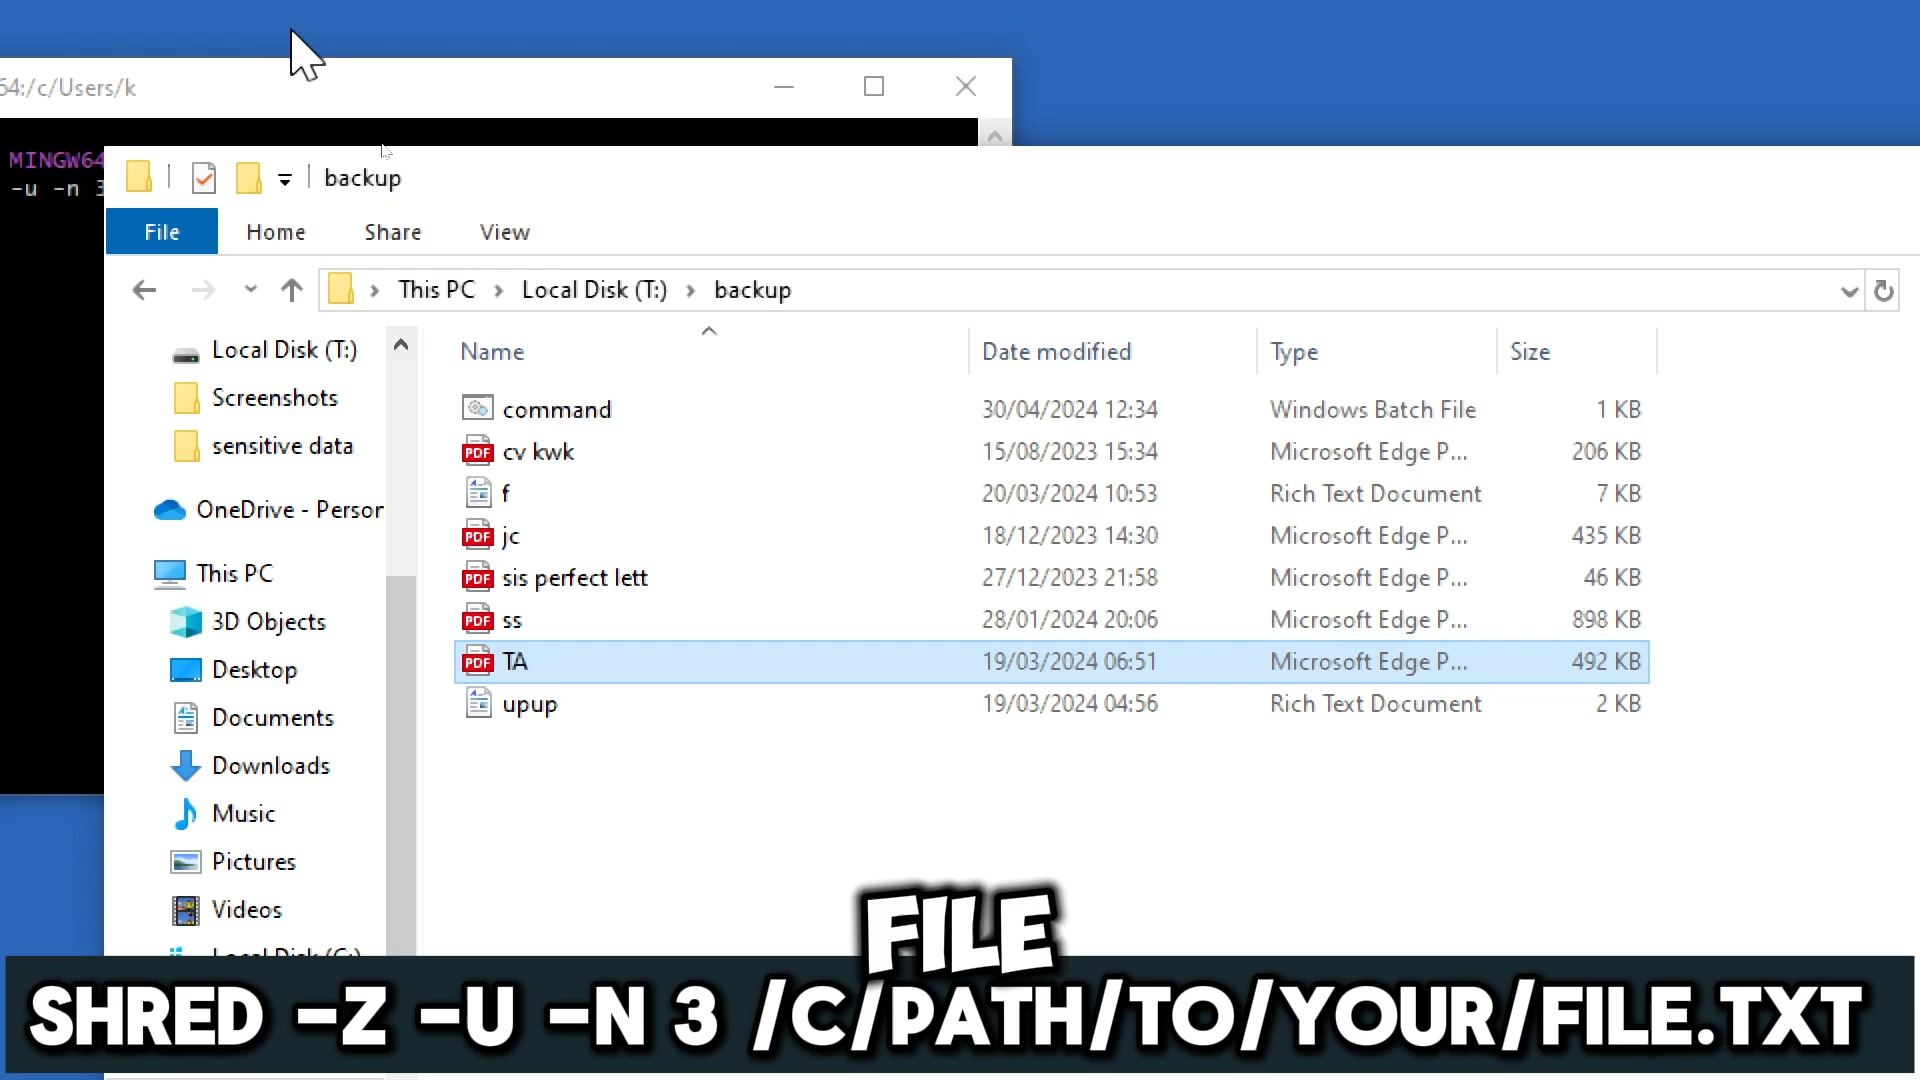 64:/c/Users/k
MINGW64
-u -n 3
backup
File Home Share View
This PC Local Disk (T:) backup
Name Date modified Type Size
command 30/04/2024 12:34 Windows Batch File 1 KB
cv kwk 15/08/2023 15:34 Microsoft Edge P... 206 KB
f 20/03/2024 10:53 Rich Text Document 7 KB
jc 18/12/2023 14:30 Microsoft Edge P... 435 KB
sis perfect lett 27/12/2023 21:58 Microsoft Edge P... 46 KB
ss 28/01/2024 20:06 Microsoft Edge P... 898 KB
TA 19/03/2024 06:51 Microsoft Edge P... 492 KB
upup 19/03/2024 04:56 Rich Text Document 2 KB
Local Disk (T:)
Screenshots
sensitive data
OneDrive - Person
This PC
3D Objects
Desktop
Documents
Downloads
Music
Pictures
Videos
Local Disk (C:)
FILE
SHRED -Z -U -N 3 /C/PATH/TO/YOUR/FILE.TXT